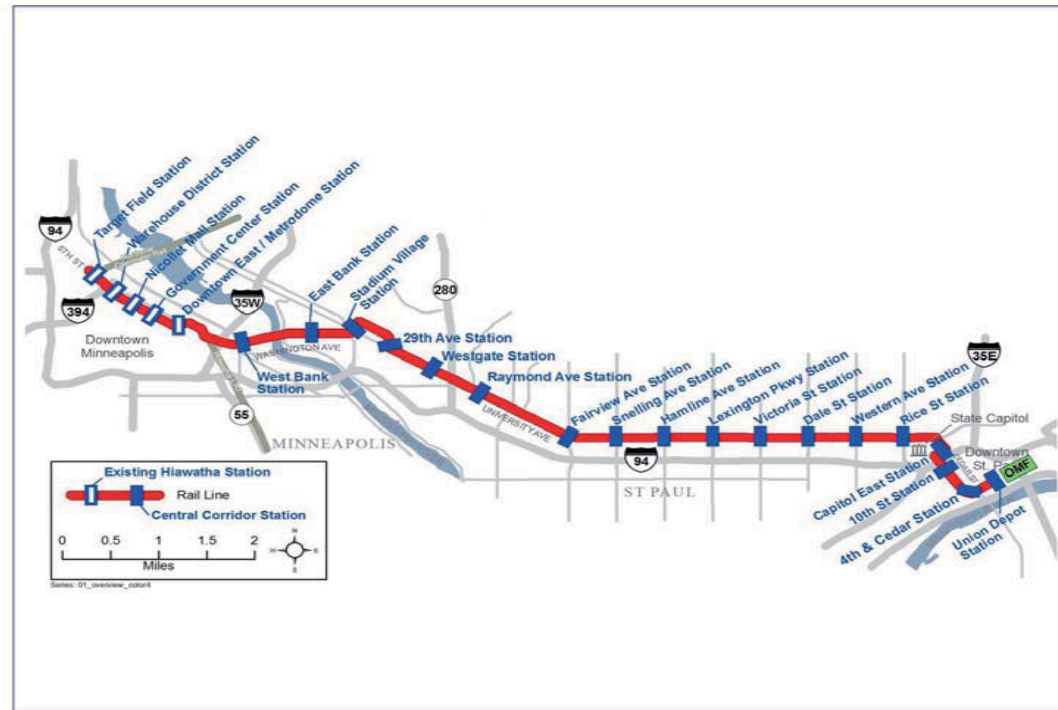 Target Field Station
Warehouse District Station
Nicollet Mall Station
Government Center Station
Downtown East / Metrodome Station
East Bank Station
Stadium Village
Station
94
5TH ST
394
35W
280
Downtown
Minneapolis
WASHINGTON AVE
West Bank
Station
55
29th Ave Station
Westgate Station
Raymond Ave Station
UNIVERSITY AVE
MINNEAPOLIS
Fairview Ave Station
Snelling Ave Station
Hamline Ave Station
Lexington Pkwy Station
Victoria St Station
Dale St Station
Western Ave Station
Rice St Station
35E
State Capitol
94
ST PAUL
Downtown
OMF
Capitol East Station
10th St Station
4th & Cedar Station
Union Depot
Station
Existing Hiawatha Station
Rail Line
Central Corridor Station
0 0.5 1 2
Miles
N
E
S
Series: 01_overview_color4